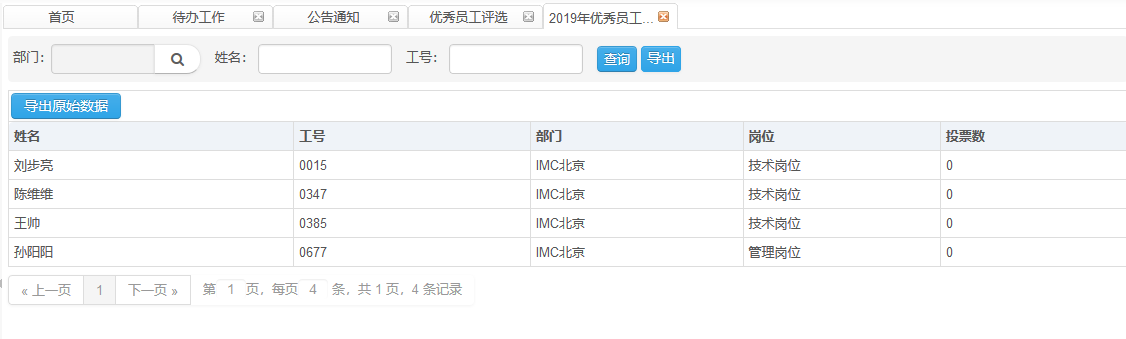 首页 待办工作 公告通知 优秀员工评选 2019年优秀员工...
部门: 姓名: 工号: 查询 导出
导出原始数据
姓名 工号 部门 岗位 投票数
刘步亮 0015 IMC北京 技术岗位 0
陈维维 0347 IMC北京 技术岗位 0
王帅 0385 IMC北京 技术岗位 0
孙阳阳 0677 IMC北京 管理岗位 0
« 上一页 1 下一页 » 第 1 页，每页 4 条，共 1 页，4 条记录